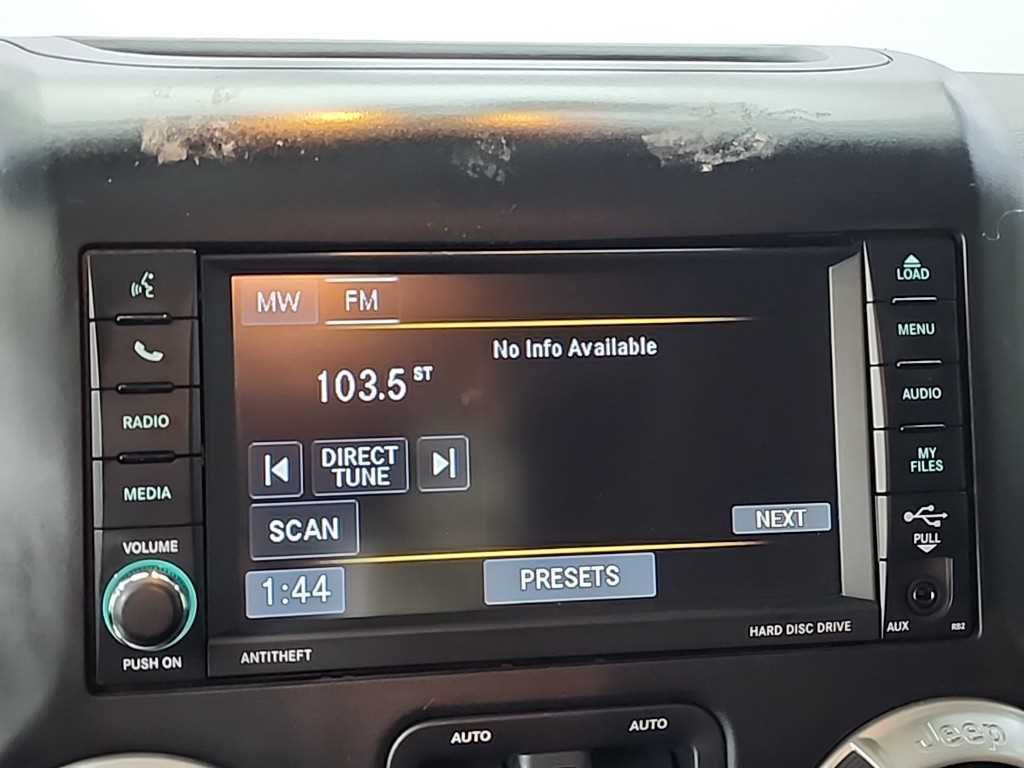 MW FM
No Info Available
103.5 ST
DIRECT
TUNE
SCAN
NEXT
1:44
PRESETS
RADIO
MEDIA
VOLUME
PUSH ON
ANTITHEFT
HARD DISC DRIVE
LOAD
MENU
AUDIO
MY
FILES
PULL
AUX
RB2
AUTO
AUTO
Jeep